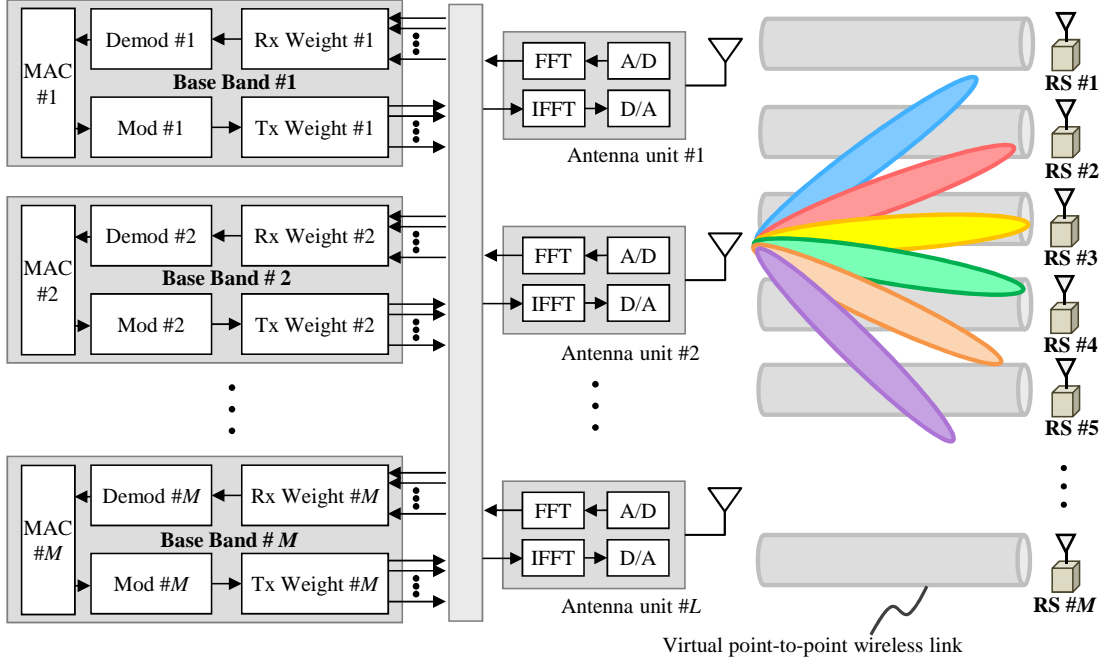 MAC #1
Demod #1
Rx Weight #1
Base Band #1
Mod #1
Tx Weight #1
FFT
A/D
IFFT
D/A
Antenna unit #1
RS #1
RS #2
MAC #2
Demod #2
Rx Weight #2
Base Band # 2
Mod #2
Tx Weight #2
FFT
A/D
IFFT
D/A
Antenna unit #2
RS #3
RS #4
RS #5
MAC #M
Demod #M
Rx Weight #M
Base Band # M
Mod #M
Tx Weight #M
FFT
A/D
IFFT
D/A
Antenna unit #L
RS #M
Virtual point-to-point wireless link